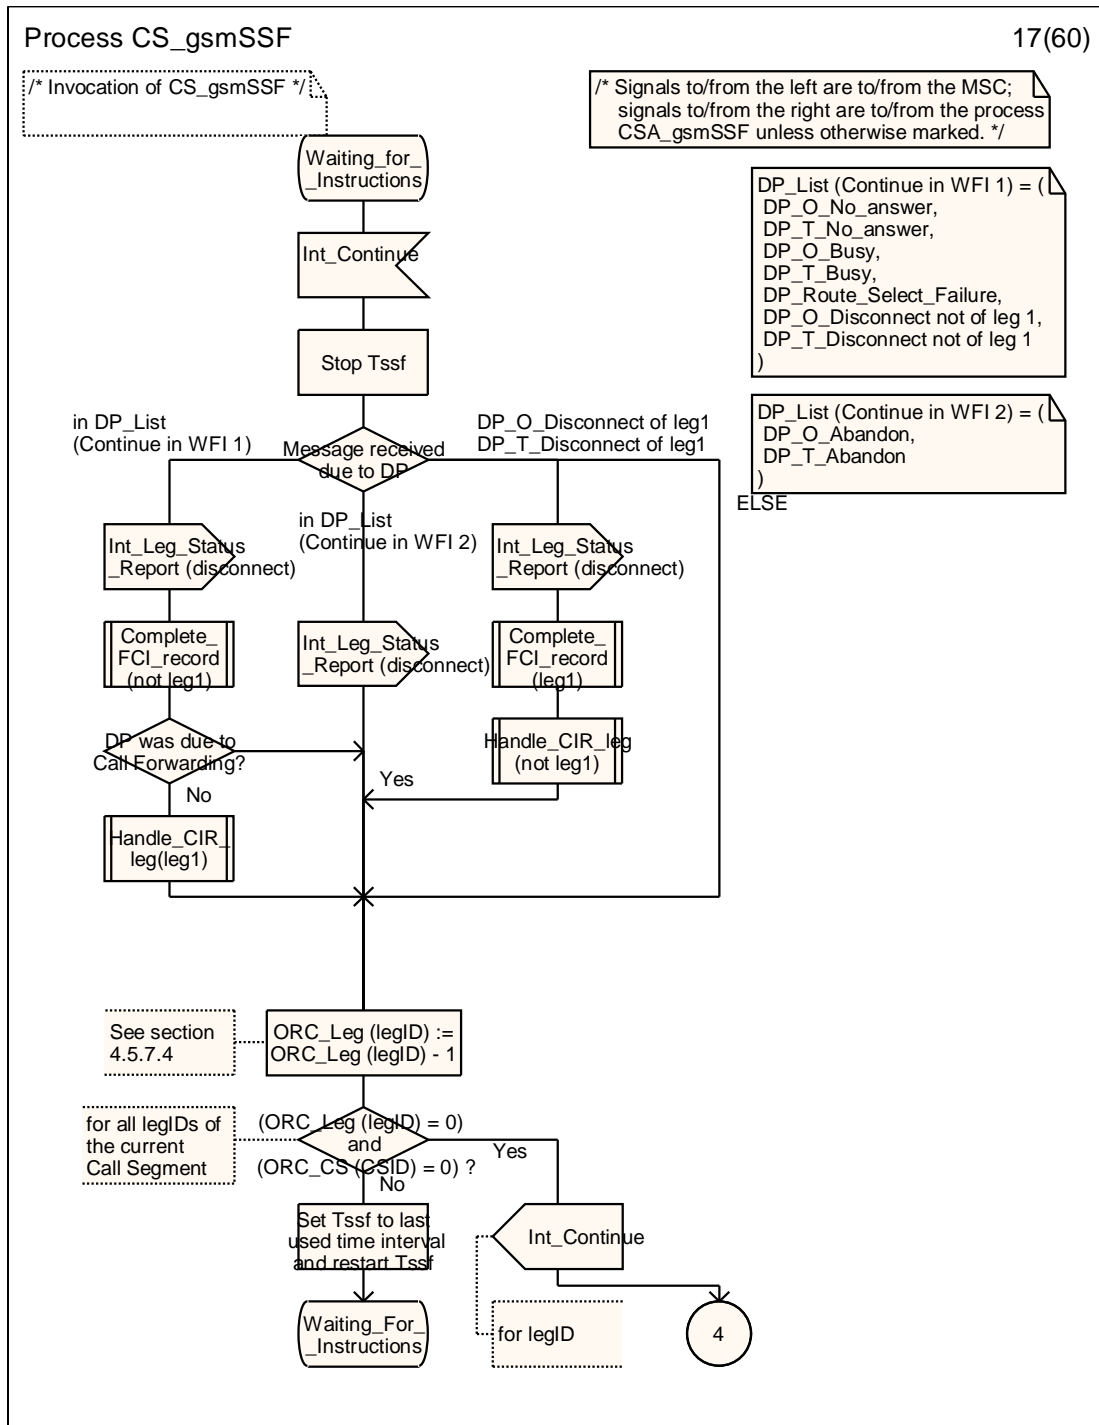 Process CS_gsmSSF
17(60)
/* Invocation of CS_gsmSSF */
/* Signals to/from the left are to/from the MSC;
signals to/from the right are to/from the process
CSA_gsmSSF unless otherwise marked. */
Waiting_for_
_Instructions
DP_List (Continue in WFI 1) = (
DP_O_No_answer,
DP_T_No_answer,
DP_O_Busy,
DP_T_Busy,
DP_Route_Select_Failure,
DP_O_Disconnect not of leg 1,
DP_T_Disconnect not of leg 1
)
Int_Continue
Stop Tssf
DP_List (Continue in WFI 2) = (
DP_O_Abandon,
DP_T_Abandon
)
in DP_List
(Continue in WFI 1)
Message received
due to DP
DP_O_Disconnect of leg1
DP_T_Disconnect of leg1
ELSE
in DP_List
(Continue in WFI 2)
Int_Leg_Status
_Report (disconnect)
Int_Leg_Status
_Report (disconnect)
Complete_
FCI_record
(not leg1)
Int_Leg_Status
_Report (disconnect)
Complete_
FCI_record
(leg1)
DP was due to
Call Forwarding?
Handle_CIR_leg
(not leg1)
Yes
No
Handle_CIR_
leg(leg1)
See section
4.5.7.4
ORC_Leg (legID) :=
ORC_Leg (legID) - 1
for all legIDs of
the current
Call Segment
(ORC_Leg (legID) = 0)
and
(ORC_CS (CSID) = 0) ?
Yes
No
Set Tssf to last
used time interval
and restart Tssf
Int_Continue
Waiting_For_
_Instructions
for legID
4